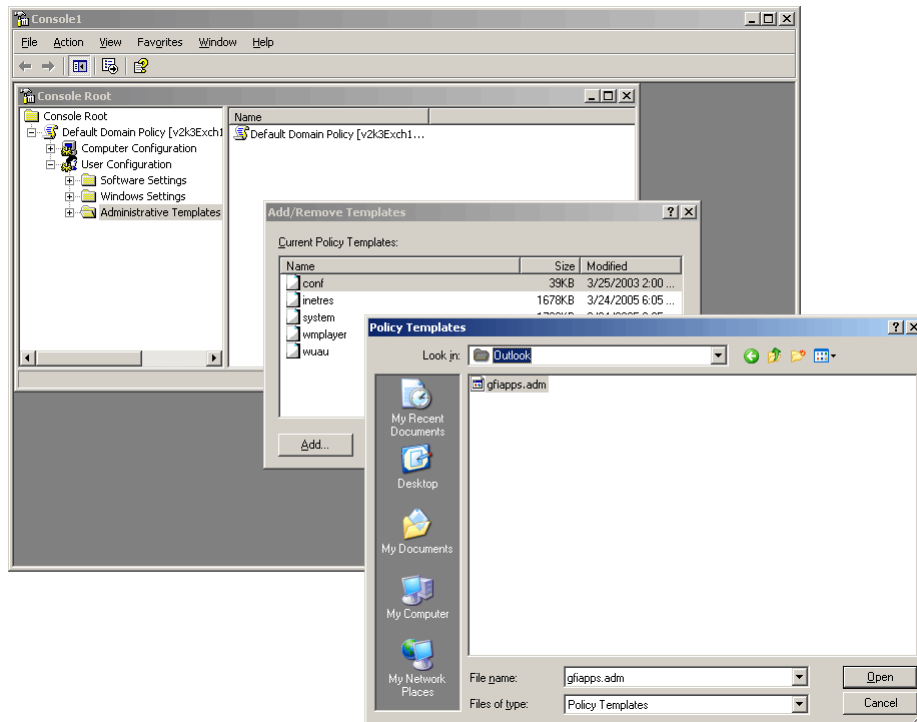 Console1
File Action View Favorites Window Help
Console Root
Console Root
Default Domain Policy [v2k3Exch1
Computer Configuration
User Configuration
Software Settings
Windows Settings
Administrative Templates
Name
Default Domain Policy [v2k3Exch1...
Add/Remove Templates
Current Policy Templates:
Name Size Modified
conf 39KB 3/25/2003 2:00 ...
inetres 1678KB 3/24/2005 6:05 ...
system
wmplayer
wuau
Add...
Policy Templates
Look in: Outlook
gfiapps.adm
My Recent
Documents
Desktop
My Documents
My Computer
My Network
Places
File name: gfiapps.adm Open
Files of type: Policy Templates Cancel